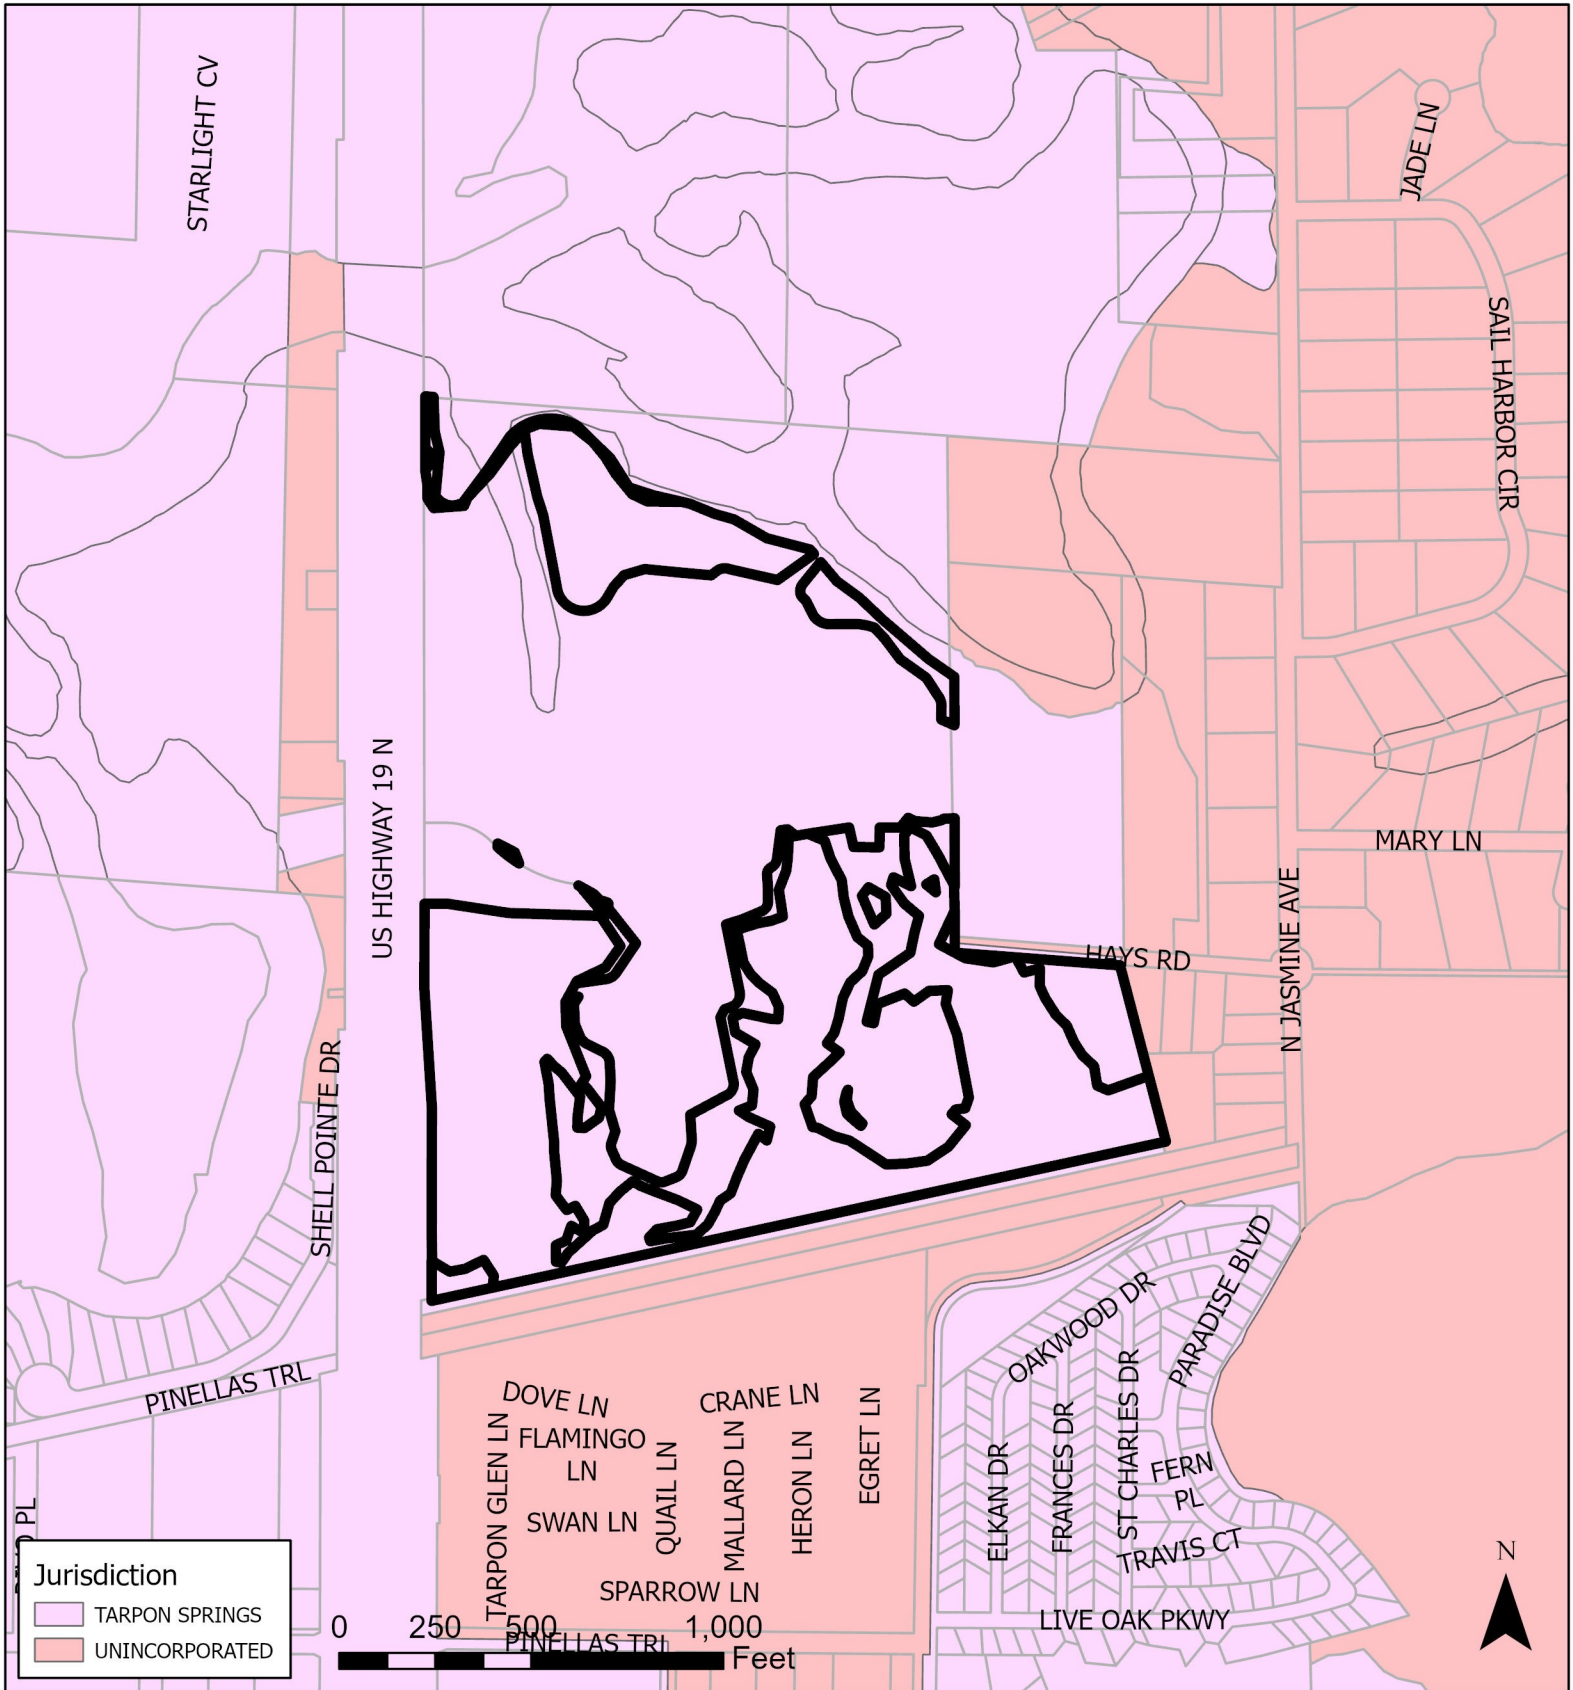 STARLIGHT CV
JADE LN
SAIL HARBOR CIR
US HIGHWAY 19 N
MARY LN
N JASMINE AVE
HAYS RD
SHELL POINTE DR
PARADISE BLVD
OAKWOOD DR
PINELLAS TRL
DOVE LN
CRANE LN
EGRET LN
FLAMINGO
LN
TARPON GLEN LN
QUAIL LN
MALLARD LN
HERON LN
ELKAN DR
FRANCES DR
ST CHARLES DR
FERN
PL
SWAN LN
TRAVIS CT
SPARROW LN
LIVE OAK PKWY
PL
N
Jurisdiction
TARPON SPRINGS
UNINCORPORATED
0 250 500 1,000
PINELLAS TRL
Feet